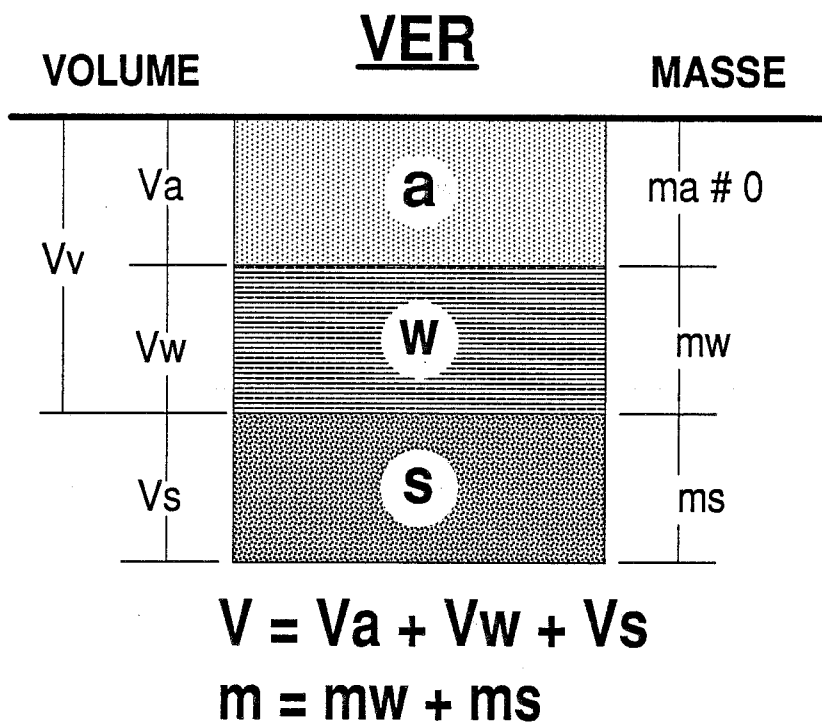 VER
VOLUME MASSE
Va a ma # 0
Vv
Vw w mw
Vs s ms
V = Va + Vw + Vs
m = mw + ms